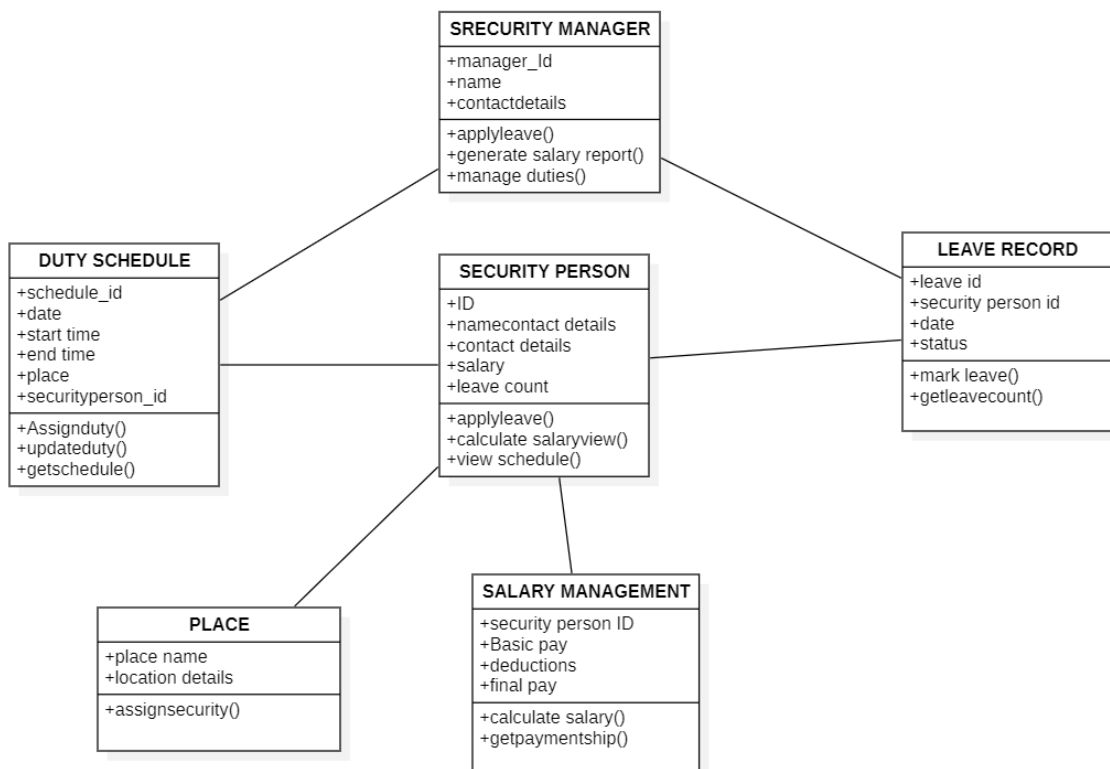 SRECURITY MANAGER
+manager_Id
+name
+contactdetails
+applyleave()
+generate salary report()
+manage duties()
DUTY SCHEDULE
+schedule_id
+date
+start time
+end time
+place
+securityperson_id
+Assignduty()
+updateduty()
+getschedule()
SECURITY PERSON
+ID
+namecontact details
+contact details
+salary
+leave count
+applyleave()
+calculate salaryview()
+view schedule()
LEAVE RECORD
+leave id
+security person id
+date
+status
+mark leave()
+getleavecount()
PLACE
+place name
+location details
+assignsecurity()
SALARY MANAGEMENT
+security person ID
+Basic pay
+deductions
+final pay
+calculate salary()
+getpaymentship()